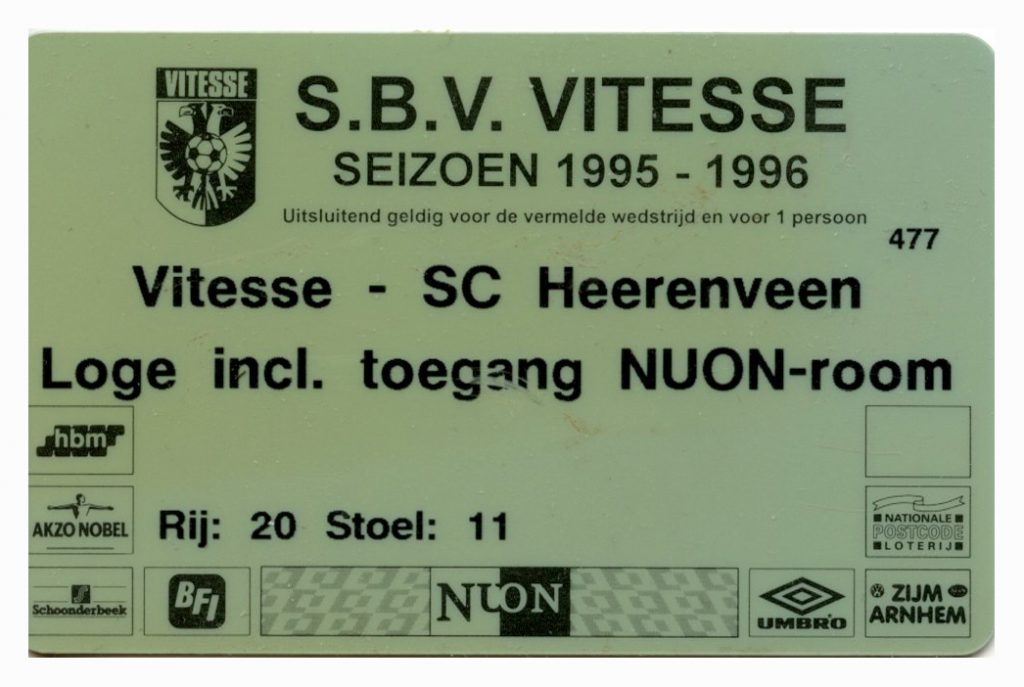 VITESSE
S.B.V. VITESSE
SEIZOEN 1995 - 1996
Uitsluitend geldig voor de vermelde wedstrijd en voor 1 persoon
477
Vitesse - SC Heerenveen
Loge incl. toegang NUON-room
hbm
AKZO NOBEL
Rij: 20 Stoel: 11
NATIONALE
POSTCODE
LOTERIJ
Schoonderbeek
BFI
NUON
UMBRO
ZIJM
ARNHEM